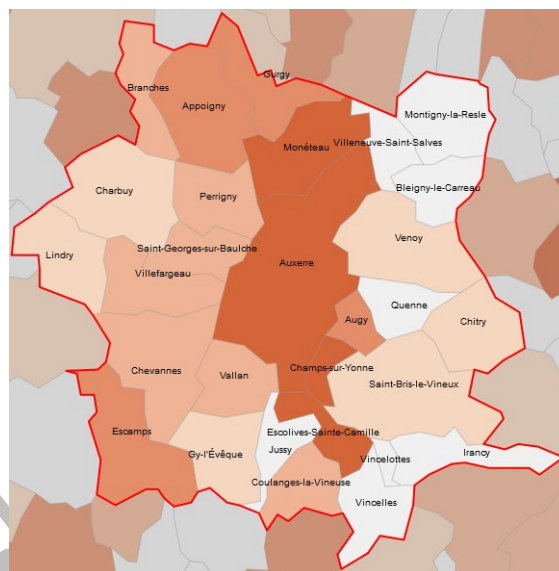 Gurgy
Branches
Appoigny
Montigny-la-Resle
Monéteau
Villeneuve-Saint-Salves
Bleigny-le-Carreau
Charbuy
Perrigny
Venoy
Saint-Georges-sur-Baulche
Lindry
Villefargeau
Auxerre
Quenne
Augy
Chitry
Chevannes
Vallan
Champs-sur-Yonne
Saint-Bris-le-Vineux
Escamps
Escolives-Sainte-Camille
Gy-l'Évêque
Jussy
Vincelottes
Irancy
Coulanges-la-Vineuse
Vincelles